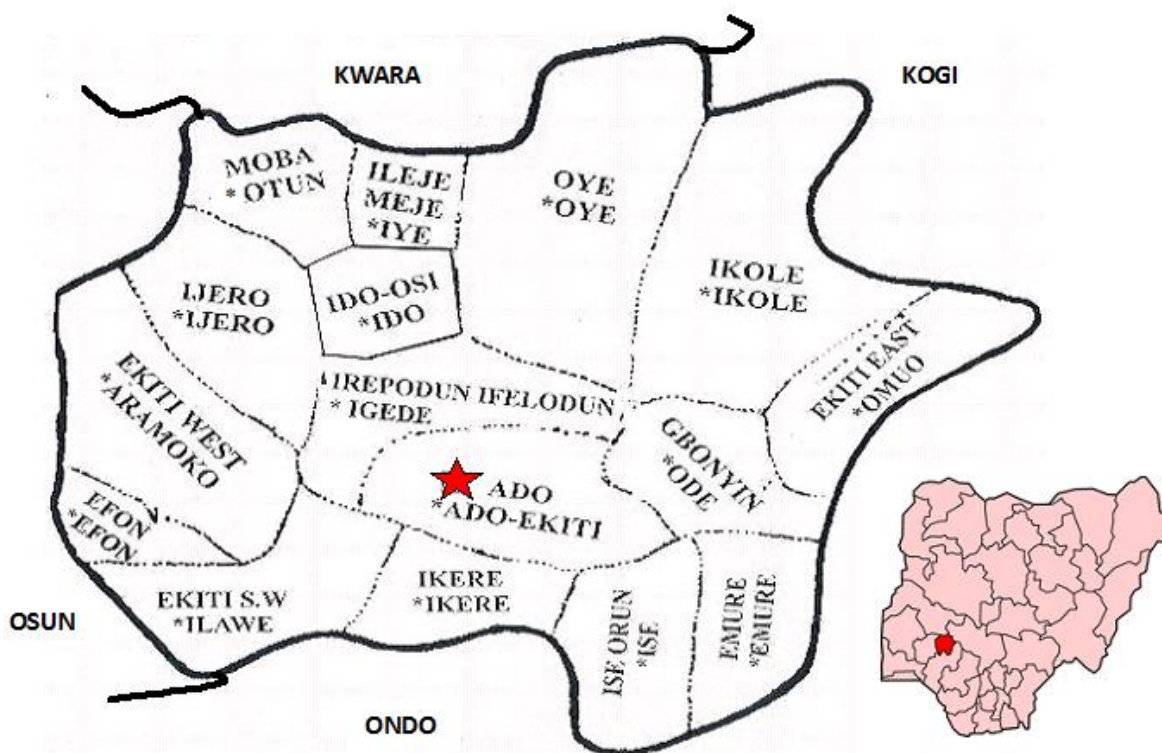 KWARA
KOGI
MOBA
* OTUN
ILEJE
MEJE
*IYE
OYE
*OYE
IKOLE
*IKOLE
IJERO
*IJERO
IDO-OSI
*IDO
EKITI EAST
*OMUO
EKITI WEST
*ARAMOKO
IREPODUN IFELODUN
* IGEDE
GBONYIN
*ODE
ADO
*ADO-EKITI
EFON
*EFON
IKERE
*IKERE
EKITI S.W
*ILAWE
ISE ORUN
*ISE
EMURE
*EMURE
OSUN
ONDO